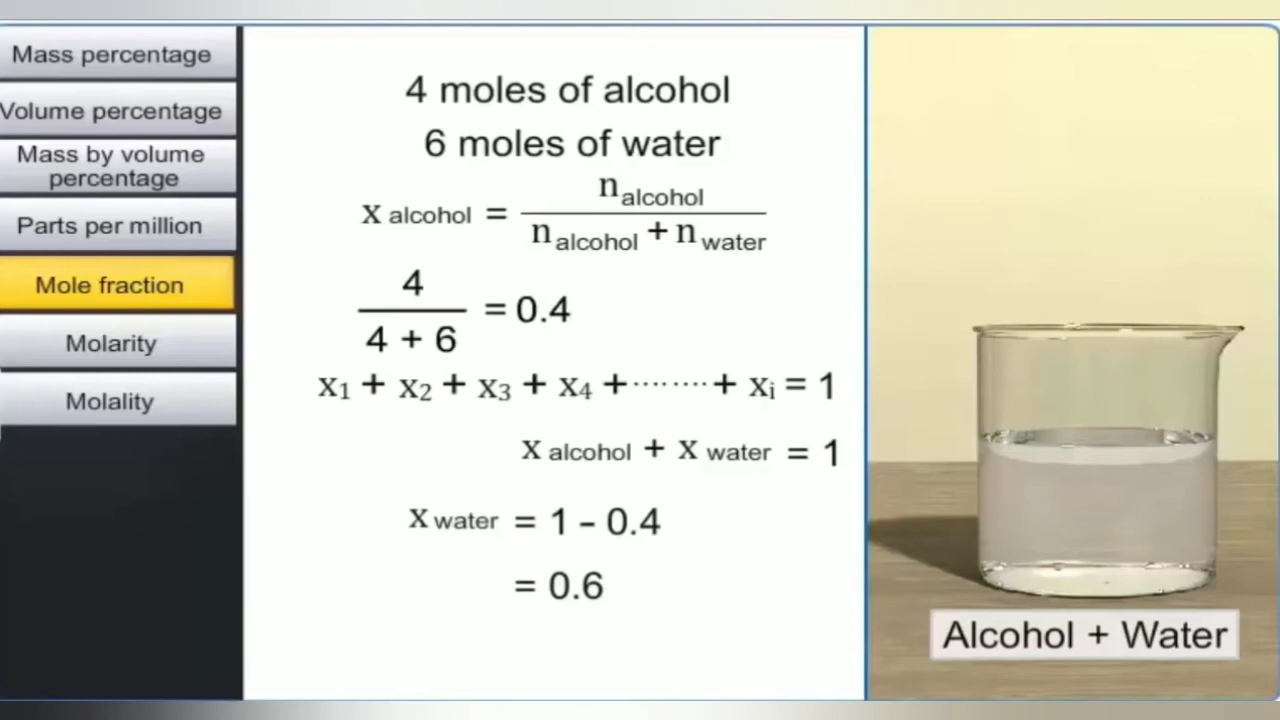 Mass percentage
Volume percentage
Mass by volume
percentage
Parts per million
Mole fraction
Molarity
Molality
4 moles of alcohol
6 moles of water
x alcohol = n alcohol / n alcohol + n water
4 / 4 + 6 = 0.4
x₁ + x₂ + x₃ + x₄ + ········ + xᵢ = 1
x alcohol + x water = 1
x water = 1 – 0.4
= 0.6
Alcohol + Water